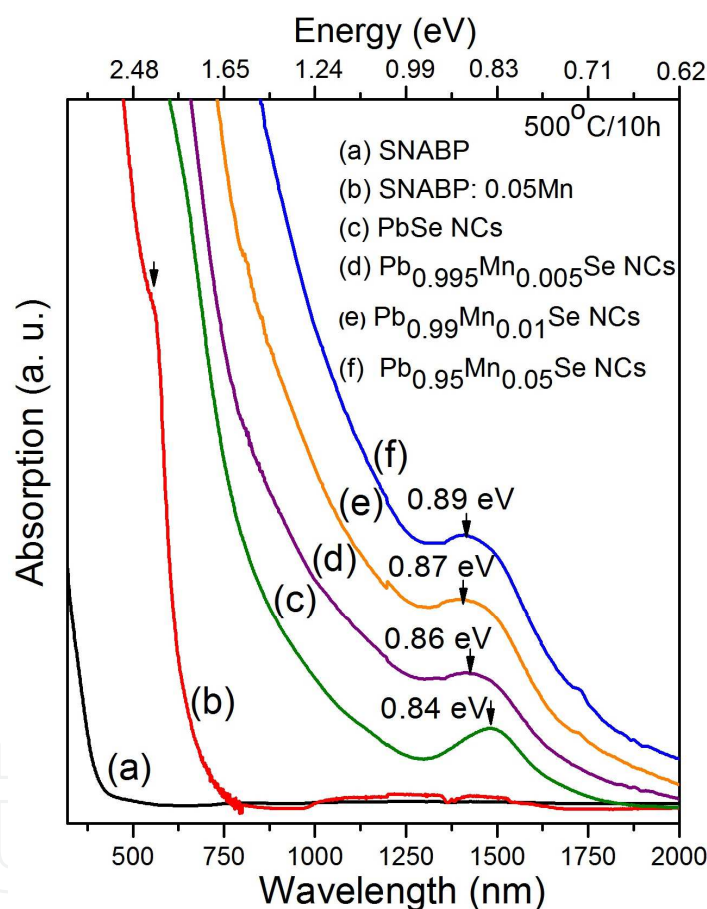 Energy (eV)
2.48 1.65 1.24 0.99 0.83 0.71 0.62
500°C/10h
(a) SNABP
(b) SNABP: 0.05Mn
(c) PbSe NCs
(d) Pb0.995Mn0.005Se NCs
(e) Pb0.99Mn0.01Se NCs
(f) Pb0.95Mn0.05Se NCs
Absorption (a. u.)
(f)
0.89 eV
(e)
0.87 eV
(d)
(c)
0.86 eV
(b)
0.84 eV
(a)
500 750 1000 1250 1500 1750 2000
Wavelength (nm)